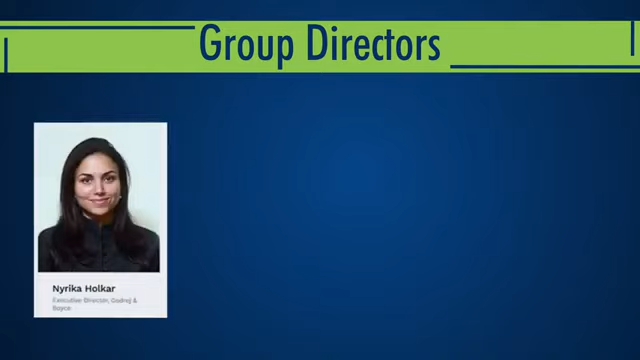 Group Directors
Nyrika Holkar
Executive Director, Godrej &
Boyce